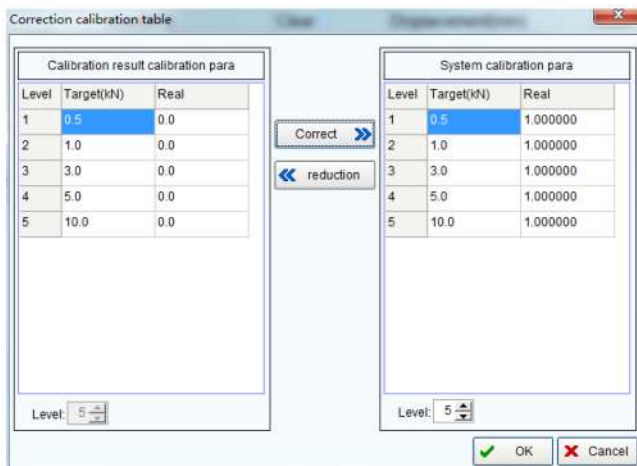 Correction calibration table
Clear Displacement(mm)
Calibration result calibration para
Level Target(kN) Real
1 0.5 0.0
2 1.0 0.0
3 3.0 0.0
4 5.0 0.0
5 10.0 0.0
Level: 5
Correct
reduction
System calibration para
Level Target(kN) Real
1 0.5 1.000000
2 1.0 1.000000
3 3.0 1.000000
4 5.0 1.000000
5 10.0 1.000000
Level: 5
OK Cancel